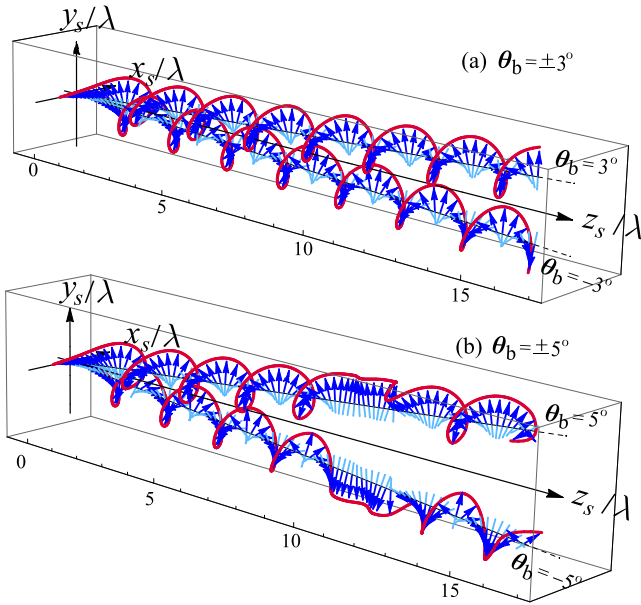 y_s/λ
x_s/λ
(a) θ_b = ±3°
θ_b = 3°
z_s/λ
θ_b = −3°
0
5
10
15
y_s/λ
x_s/λ
(b) θ_b = ±5°
θ_b = 5°
z_s/λ
θ_b = −5°
0
5
10
15